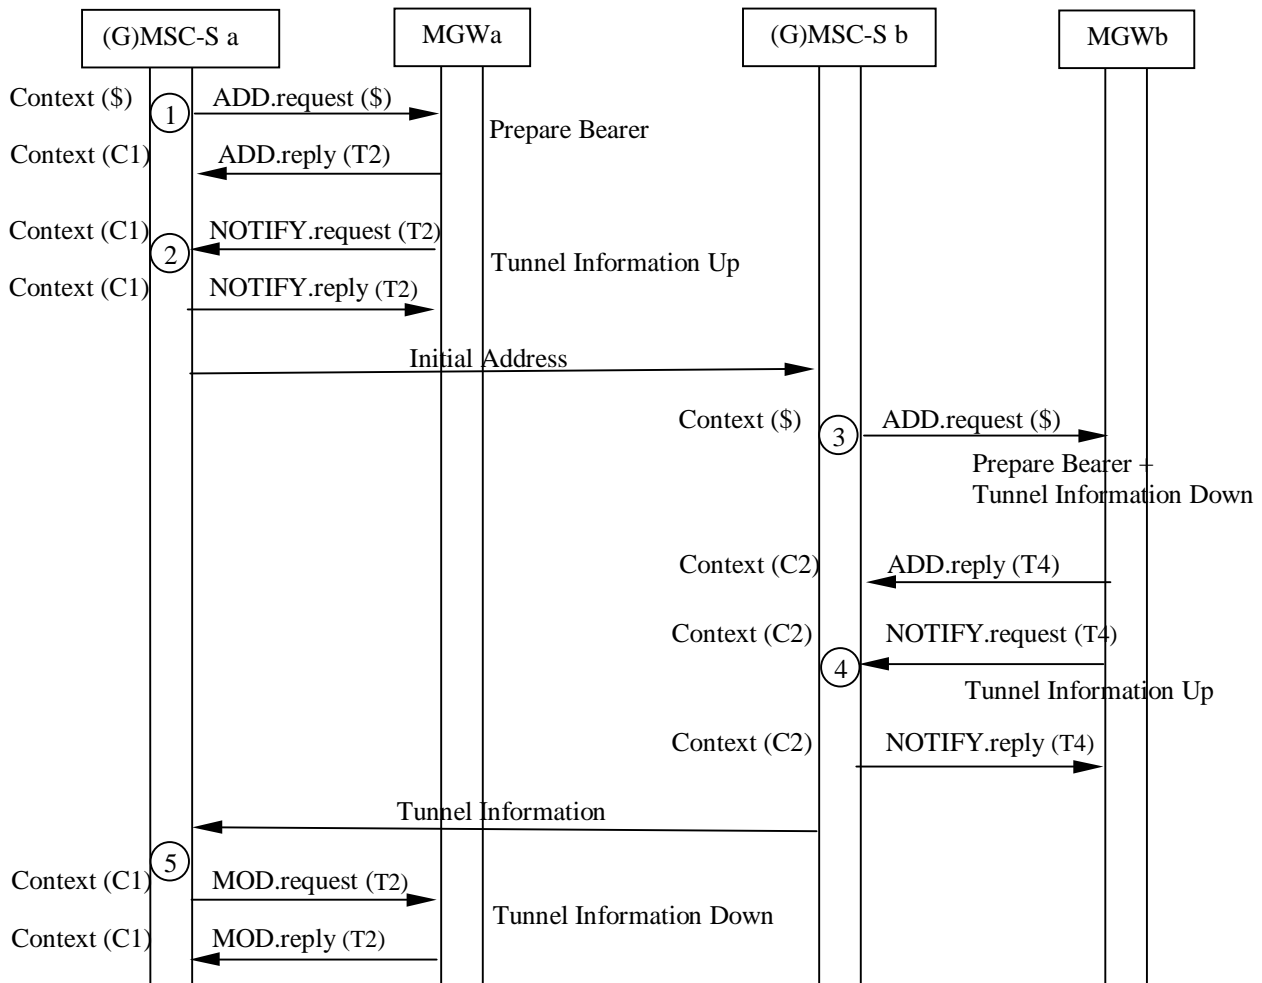 (G)MSC-S a
MGWa
(G)MSC-S b
MGWb
Context ($)
1
ADD.request ($)
Prepare Bearer
Context (C1)
ADD.reply (T2)
Context (C1)
2
NOTIFY.request (T2)
Tunnel Information Up
Context (C1)
NOTIFY.reply (T2)
Initial Address
Context ($)
3
ADD.request ($)
Prepare Bearer +
Tunnel Information Down
Context (C2)
ADD.reply (T4)
Context (C2)
NOTIFY.request (T4)
4
Tunnel Information Up
Context (C2)
NOTIFY.reply (T4)
Tunnel Information
5
Context (C1)
MOD.request (T2)
Tunnel Information Down
Context (C1)
MOD.reply (T2)